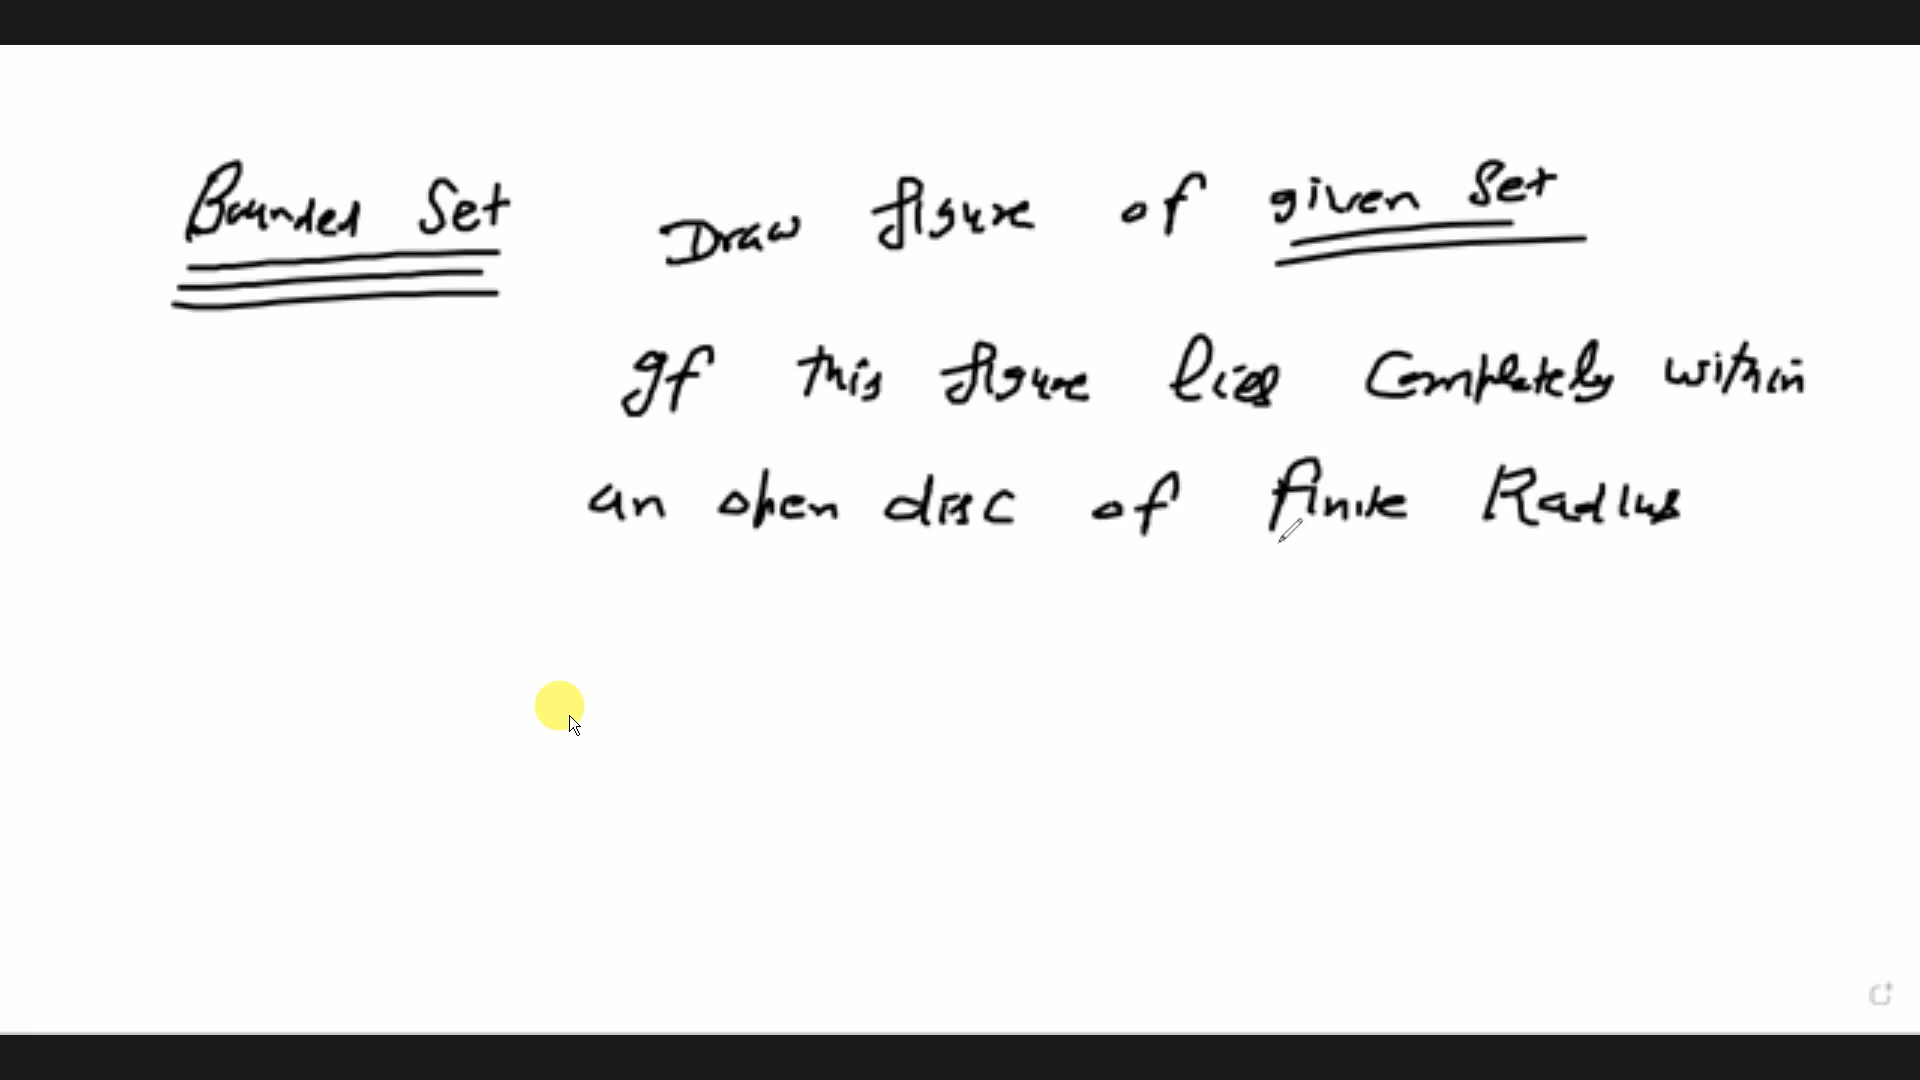 Bounded Set Draw figure of given Set
If this figure lies Completely within
an open disc of finite Radius